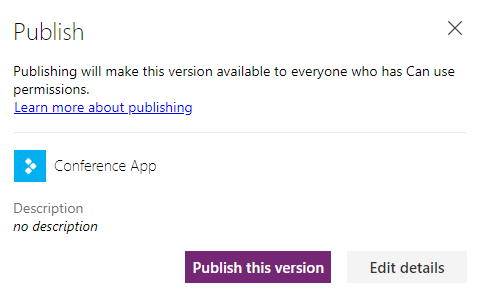 Publish
Publishing will make this version available to everyone who has Can use
permissions.
Learn more about publishing
Conference App
Description
no description
Publish this version
Edit details